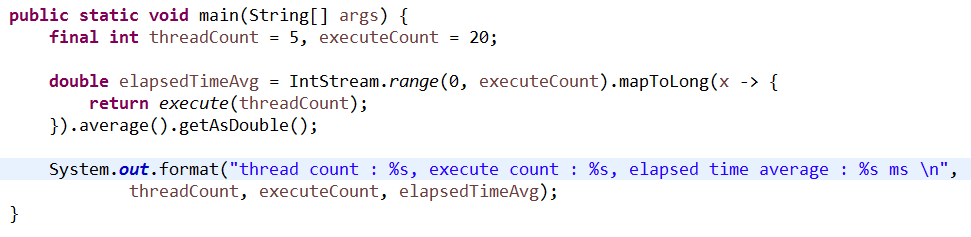 public static void main(String[] args) {
    final int threadCount = 5, executeCount = 20;

    double elapsedTimeAvg = IntStream.range(0, executeCount).mapToLong(x -> {
        return execute(threadCount);
    }).average().getAsDouble();

    System.out.format("thread count : %s, execute count : %s, elapsed time average : %s ms \n",
            threadCount, executeCount, elapsedTimeAvg);
}